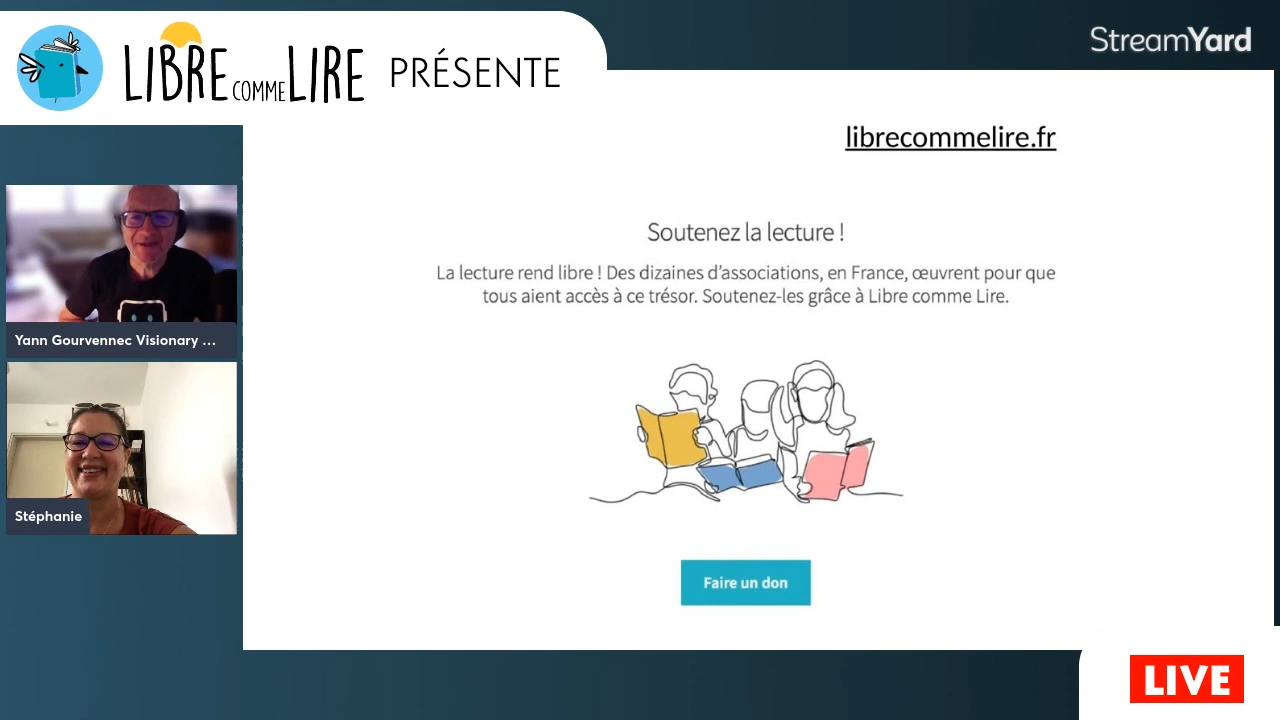 LIBRE COMME LIRE PRÉSENTE
StreamYard
librecommelire.fr
Soutenez la lecture !
La lecture rend libre ! Des dizaines d'associations, en France, œuvrent pour que
tous aient accès à ce trésor. Soutenez-les grâce à Libre comme Lire.
Yann Gourvennec Visionary ...
Stéphanie
Faire un don
LIVE